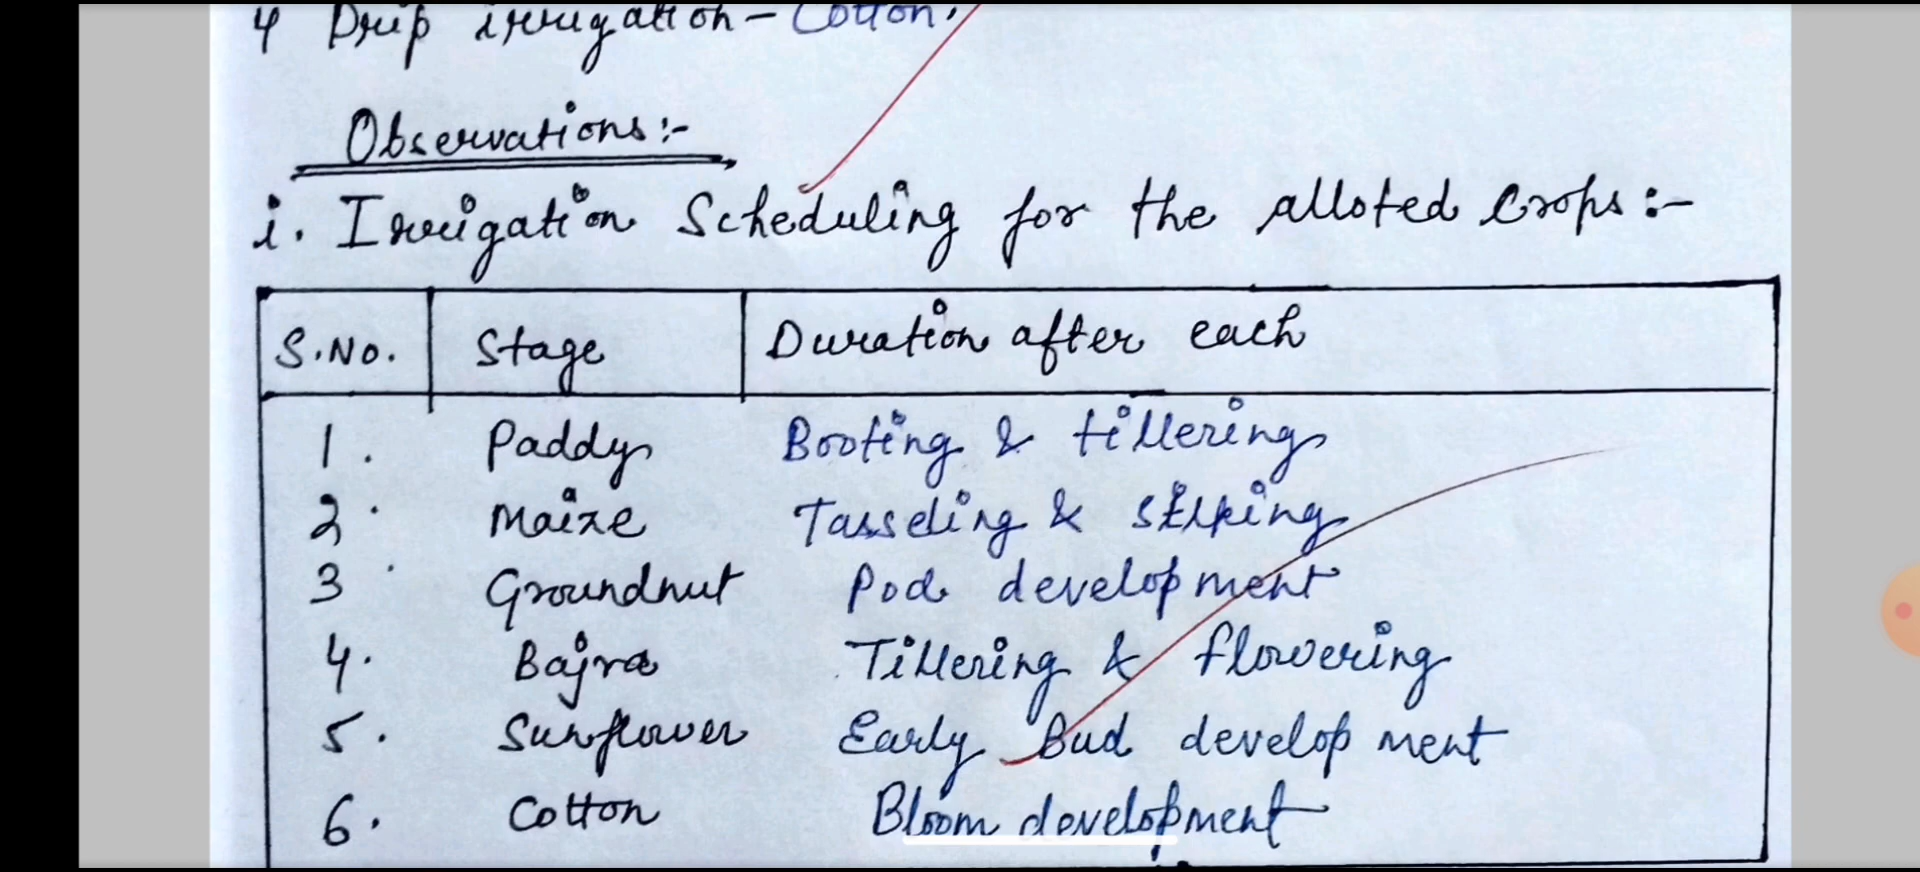 4 Drip irrigation - Cotton.
Observations:-
i. Irrigation Scheduling for the alloted Crops:-
S.No. Stage Duration after each
1. Paddy Booting & tillering
2. Maize Tasseling & silking
3. Groundnut Pod development
4. Bajra Tillering & flowering
5. Sunflower Early Bud development
6. Cotton Bloom development